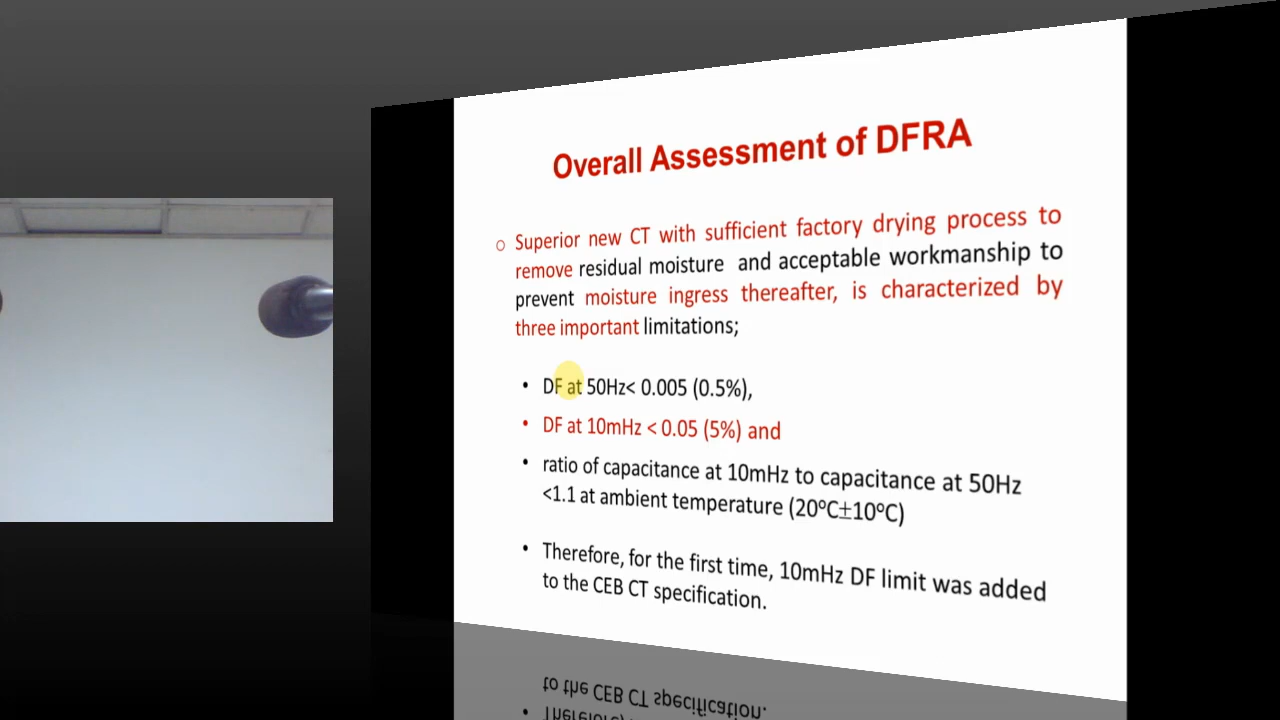 Overall Assessment of DFRA
○ Superior new CT with sufficient factory drying process to
remove residual moisture and acceptable workmanship to
prevent moisture ingress thereafter, is characterized by
three important limitations;
• DF at 50Hz< 0.005 (0.5%),
• DF at 10mHz < 0.05 (5%) and
• ratio of capacitance at 10mHz to capacitance at 50Hz
<1.1 at ambient temperature (20°C±10°C)
• Therefore, for the first time, 10mHz DF limit was added
to the CEB CT specification.